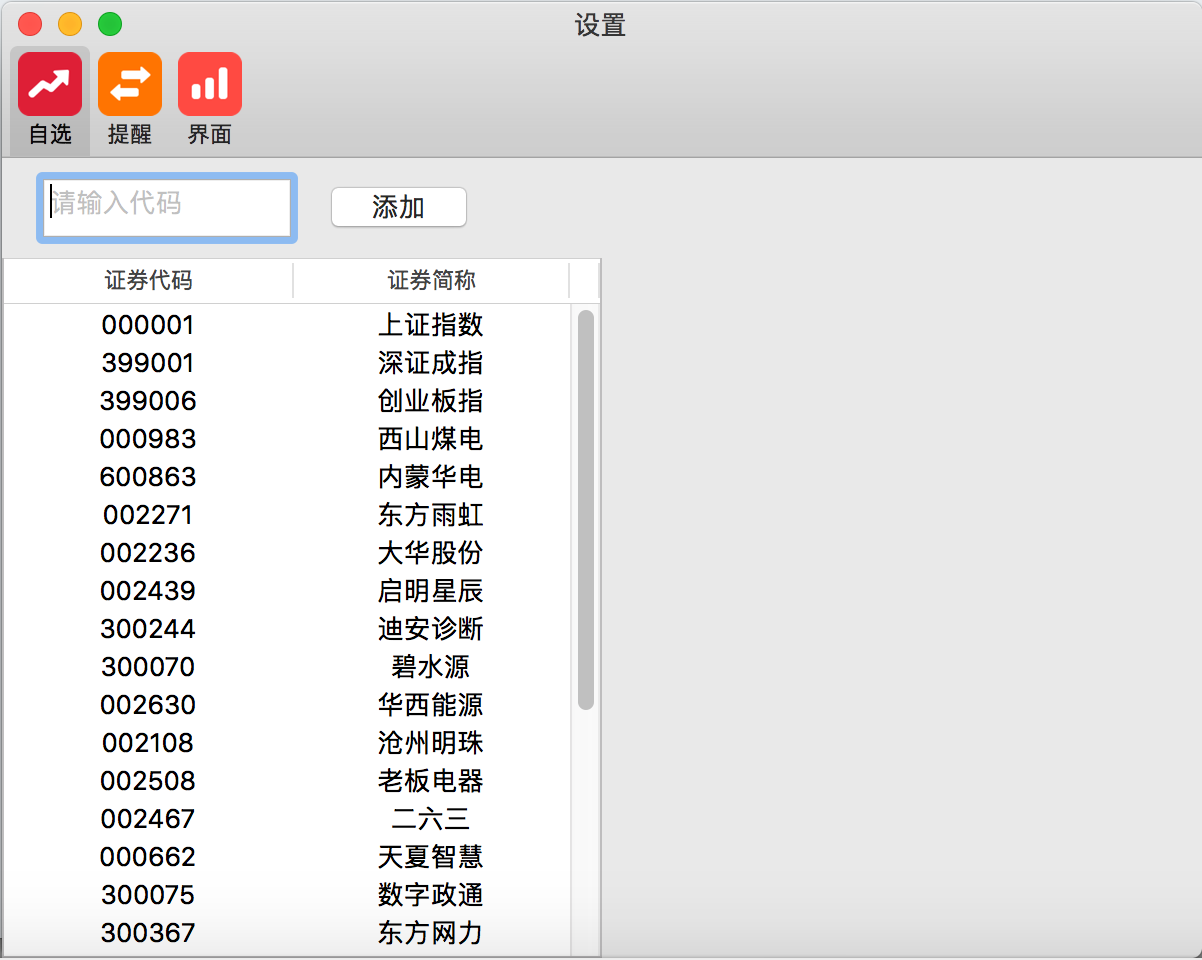 设置
自选 提醒 界面
请输入代码 添加
证券代码 证券简称
000001 上证指数
399001 深证成指
399006 创业板指
000983 西山煤电
600863 内蒙华电
002271 东方雨虹
002236 大华股份
002439 启明星辰
300244 迪安诊断
300070 碧水源
002630 华西能源
002108 沧州明珠
002508 老板电器
002467 二六三
000662 天夏智慧
300075 数字政通
300367 东方网力